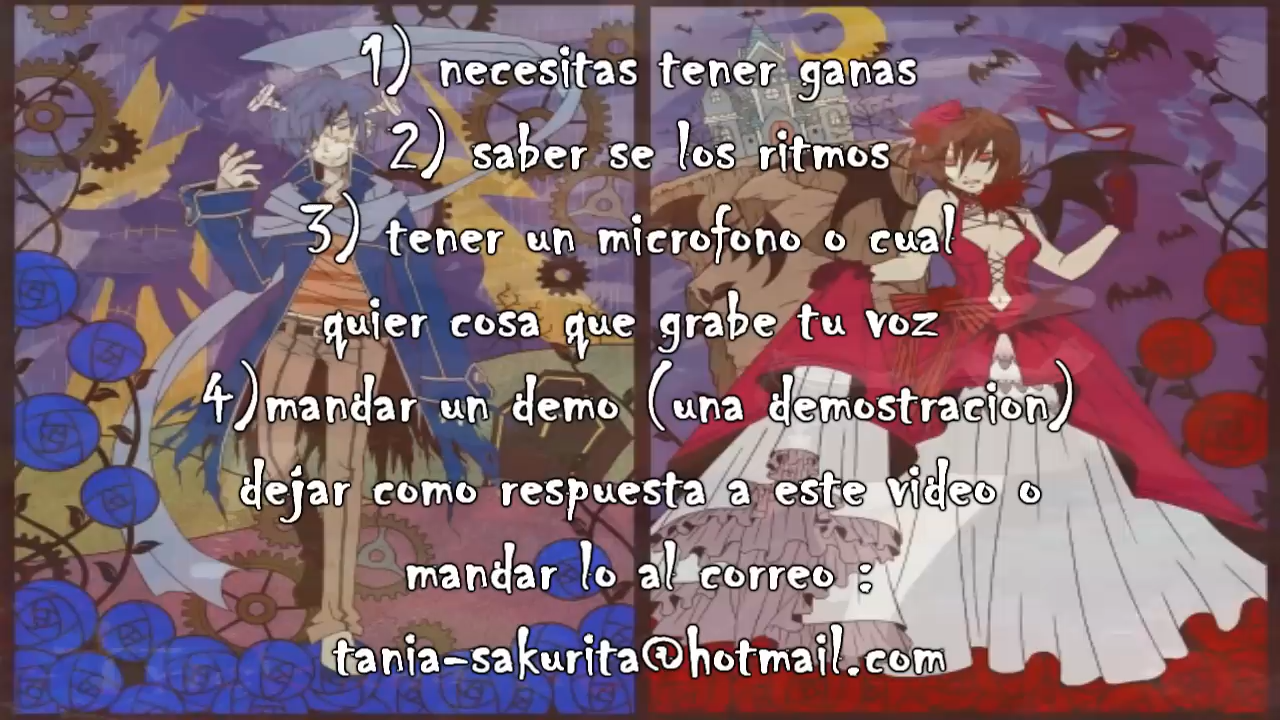 1) necesitas tener ganas
2) saber se los ritmos
3) tener un microfono o cual
quier cosa que grabe tu voz
4)mandar un demo (una demostracion)
dejar como respuesta a este video o
mandar lo al correo :
tania-sakurita@hotmail.com